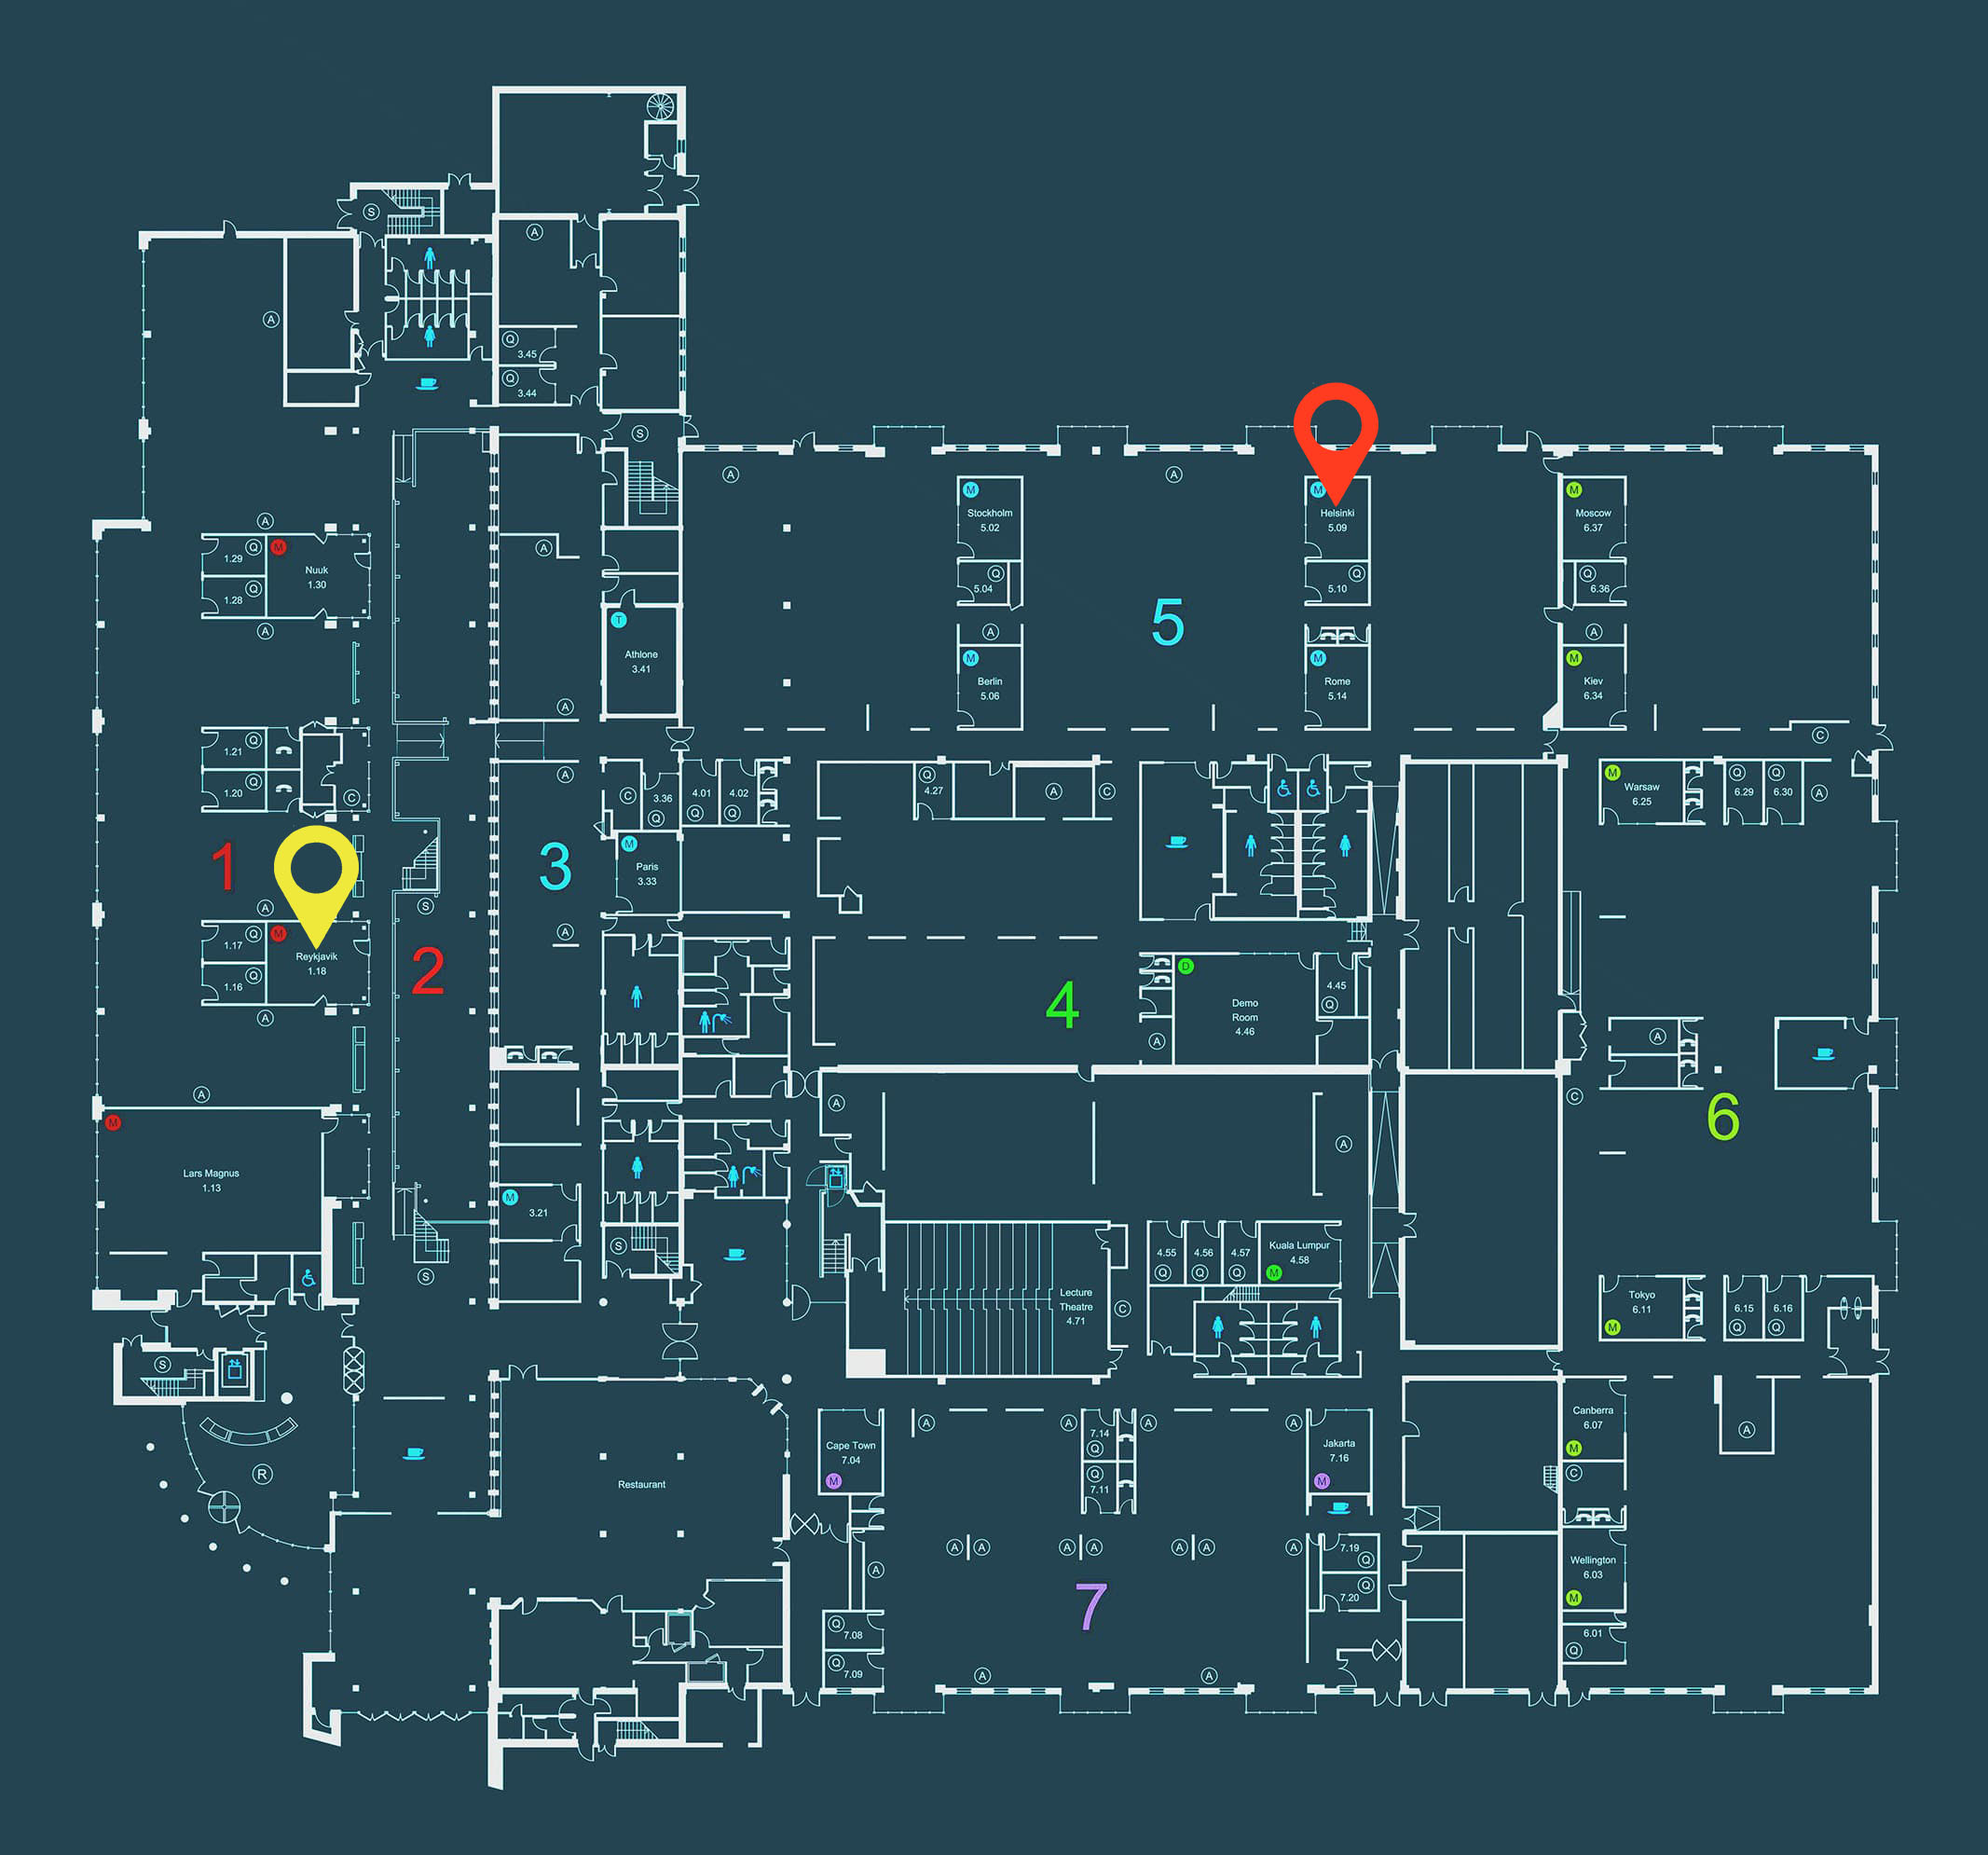 S
A
A
Q
3.45
Q
3.44
S
A
A
M
Stockholm
5.02
Q
5.04
A
M
Berlin
5.06
M
Helsinki
5.09
Q
5.10
M
Rome
5.14
5
M
Moscow
6.37
Q
6.36
A
M
Kiev
6.34
C
A
Q
1.29
Q
1.28
M
Nuuk
1.30
A
A
T
Athlone
3.41
A
Q
1.21
Q
1.20
C
A
C
3.36
Q
4.01
Q
4.02
Q
Q
4.27
A
C
M
Warsaw
6.25
Q
6.29
Q
6.30
A
1
3
M
Paris
3.33
A
S
A
Q
1.17
Q
1.16
M
Reykjavik
1.18
A
2
4
D
Demo
Room
4.46
4.45
Q
A
A
C
6
A
M
Lars Magnus
1.13
A
A
M
3.21
S
S
4.55
Q
4.56
Q
4.57
Q
Kuala Lumpur
4.58
M
Lecture
Theatre
4.71
C
Tokyo
6.11
M
6.15
Q
6.16
Q
S
R
Restaurant
Cape Town
7.04
M
A
A
7.14
Q
Q
7.11
A
A
Jakarta
7.16
M
Canberra
6.07
M
C
A
A
A
A
A
A
A
A
A
7.19
Q
Q
7.20
Wellington
6.03
M
6.01
Q
7
Q
7.08
Q
7.09
A
A